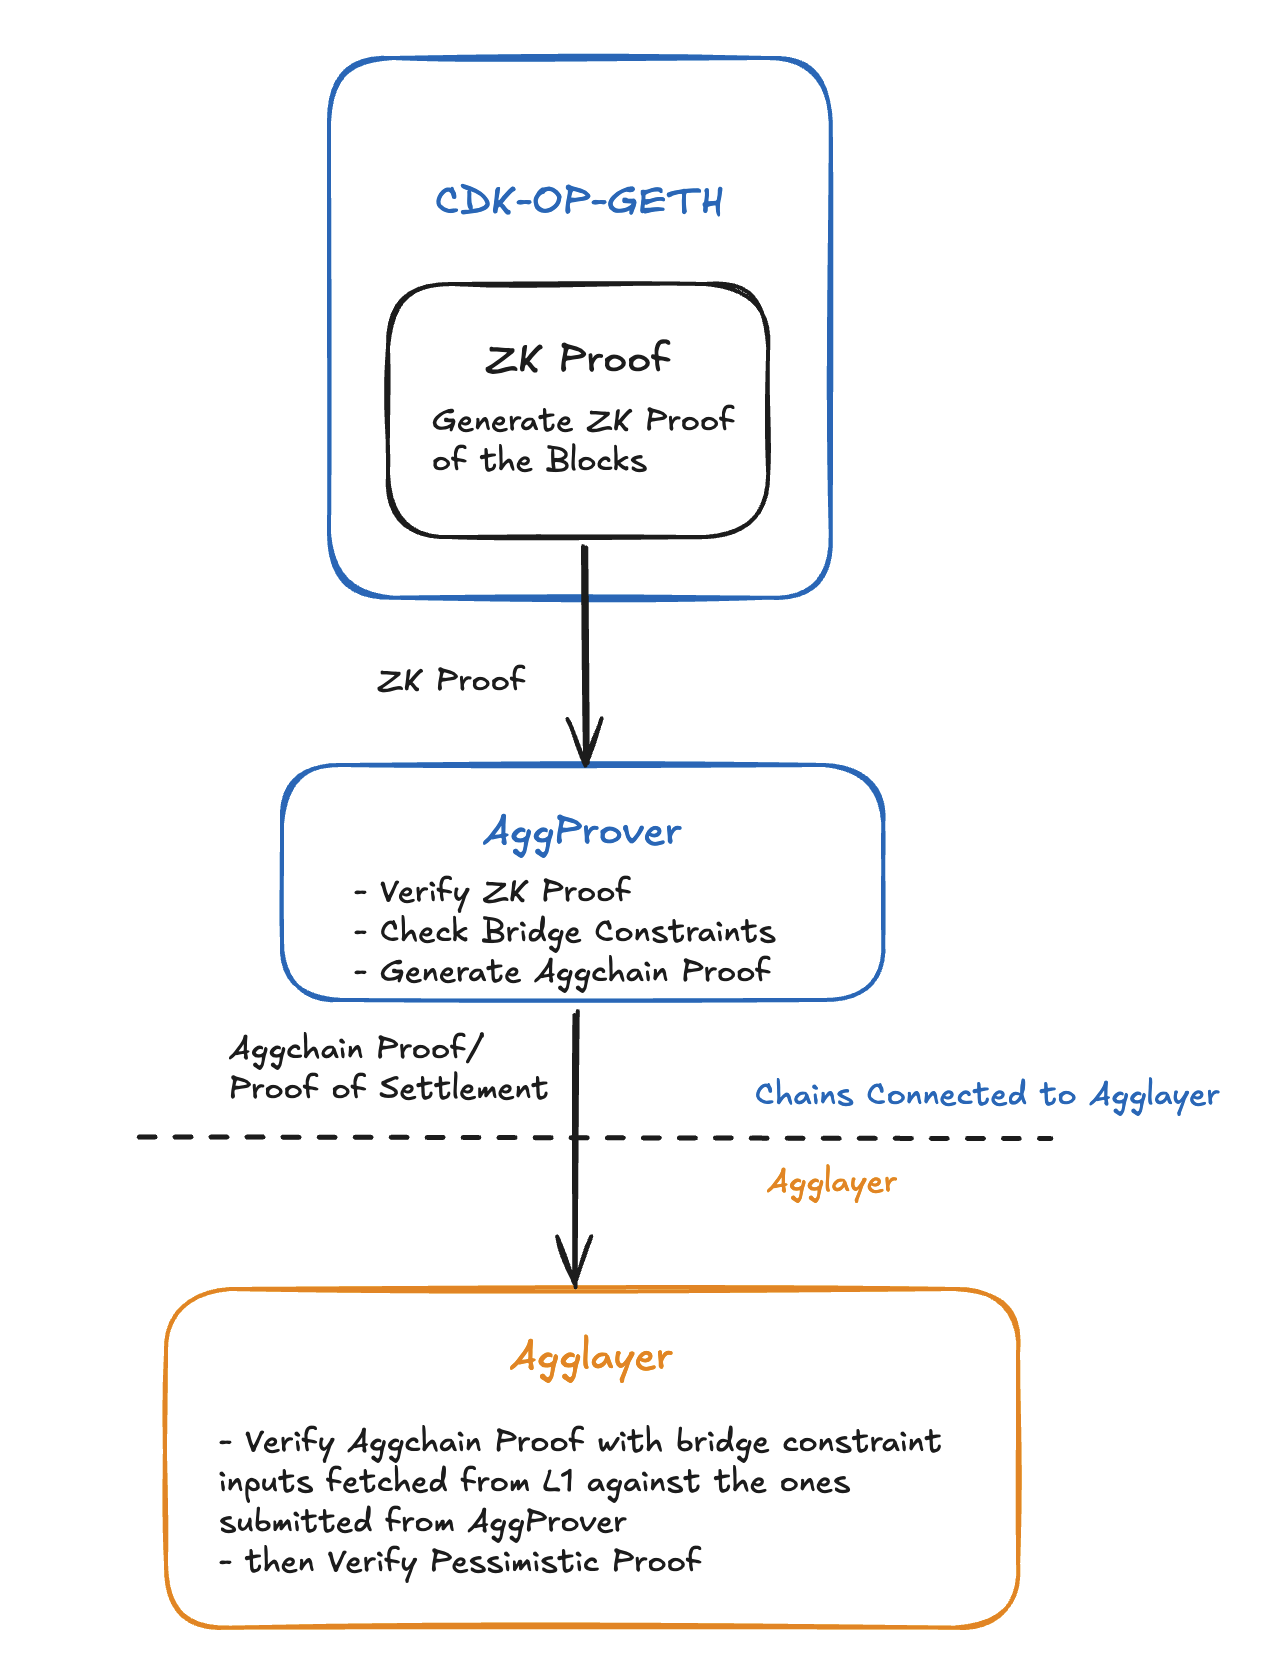 CDK-OP-GETH
ZK Proof
Generate ZK Proof
of the Blocks
ZK Proof
AggProver
- Verify ZK Proof
- Check Bridge Constraints
- Generate Aggchain Proof
Aggchain Proof/
Proof of Settlement
Chains Connected to Agglayer
Agglayer
Agglayer
- Verify Aggchain Proof with bridge constraint
inputs fetched from L1 against the ones
submitted from AggProver
- then Verify Pessimistic Proof